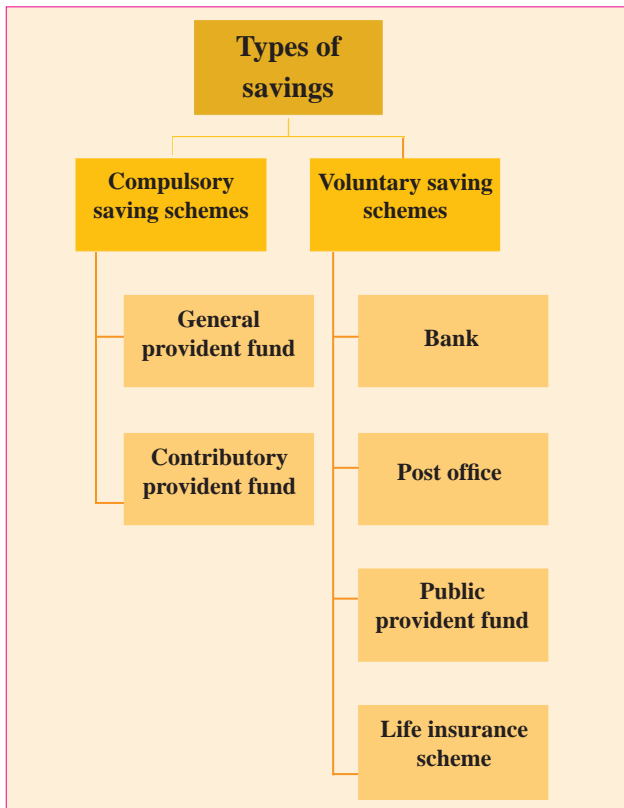 Types of
savings
Compulsory
saving schemes
Voluntary saving
schemes
General
provident fund
Contributory
provident fund
Bank
Post office
Public
provident fund
Life insurance
scheme